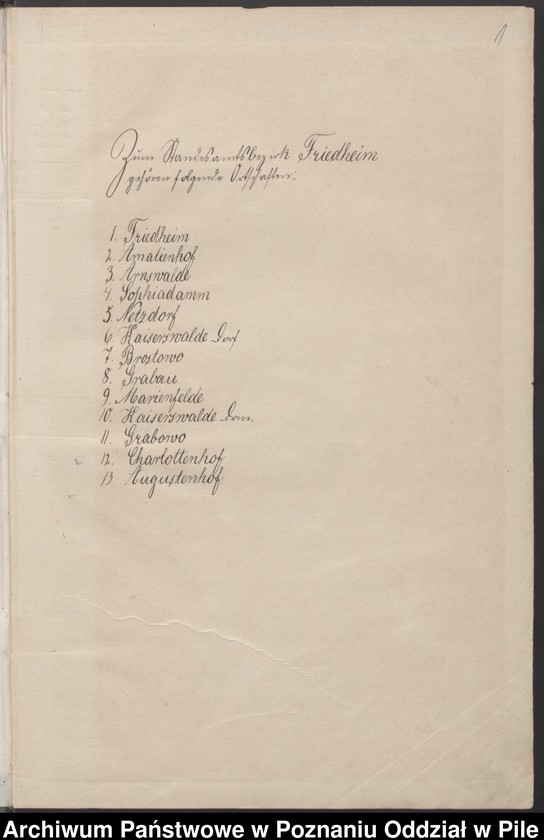 1
Zum Standesamtsbezirk Friedheim
gehören folgende Ortschaften:
1. Friedheim
2. Amalienhof
3. Arnswalde
4. Sophiadamm
5. Netzdorf
6. Kaiserswalde Dorf
7. Brostowo
8. Grabau
9. Marienfelde
10. Kaiserswalde Dom.
11. Grabowo
12. Charlottenhof
13 Augustenhof
Archiwum Państwowe w Poznaniu Oddział w Pile